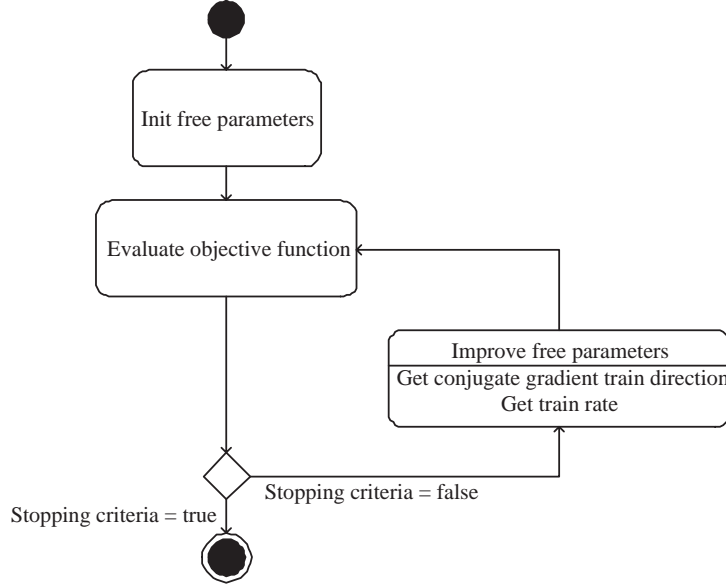 Init free parameters
Evaluate objective function
Improve free parameters
Get conjugate gradient train direction
Get train rate
Stopping criteria = false
Stopping criteria = true